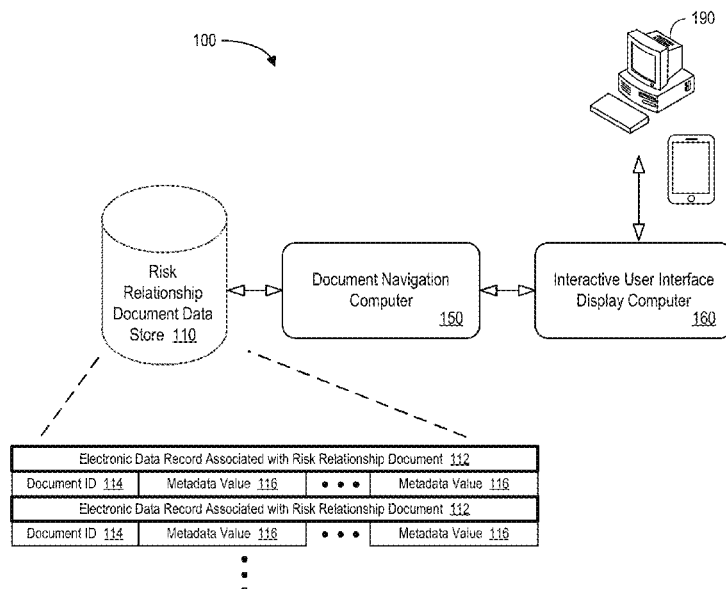 100
190
Risk
Relationship
Document Data
Store 110
Document Navigation
Computer
150
Interactive User Interface
Display Computer
160
Electronic Data Record Associated with Risk Relationship Document 112
Document ID 114 Metadata Value 116 • • • Metadata Value 116
Electronic Data Record Associated with Risk Relationship Document 112
Document ID 114 Metadata Value 116 • • • Metadata Value 116